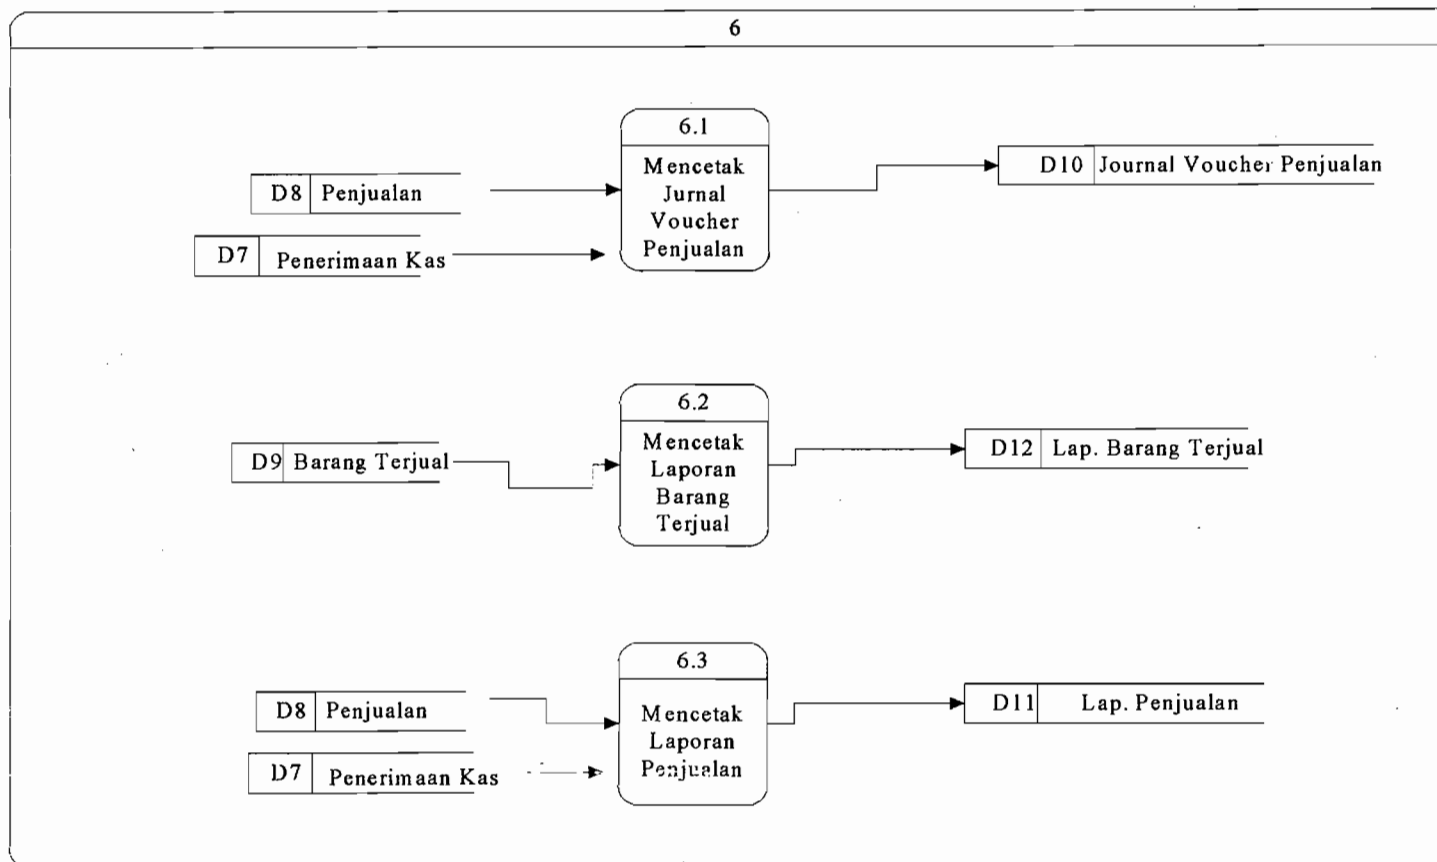 6
6.1
Mencetak
Jurnal
Voucher
Penjualan
D8 Penjualan
D7 Penerimaan Kas
D10 Journal Voucher Penjualan
6.2
Mencetak
Laporan
Barang
Terjual
D9 Barang Terjual
D12 Lap. Barang Terjual
6.3
Mencetak
Laporan
Penjualan
D8 Penjualan
D7 Penerimaan Kas
D11 Lap. Penjualan